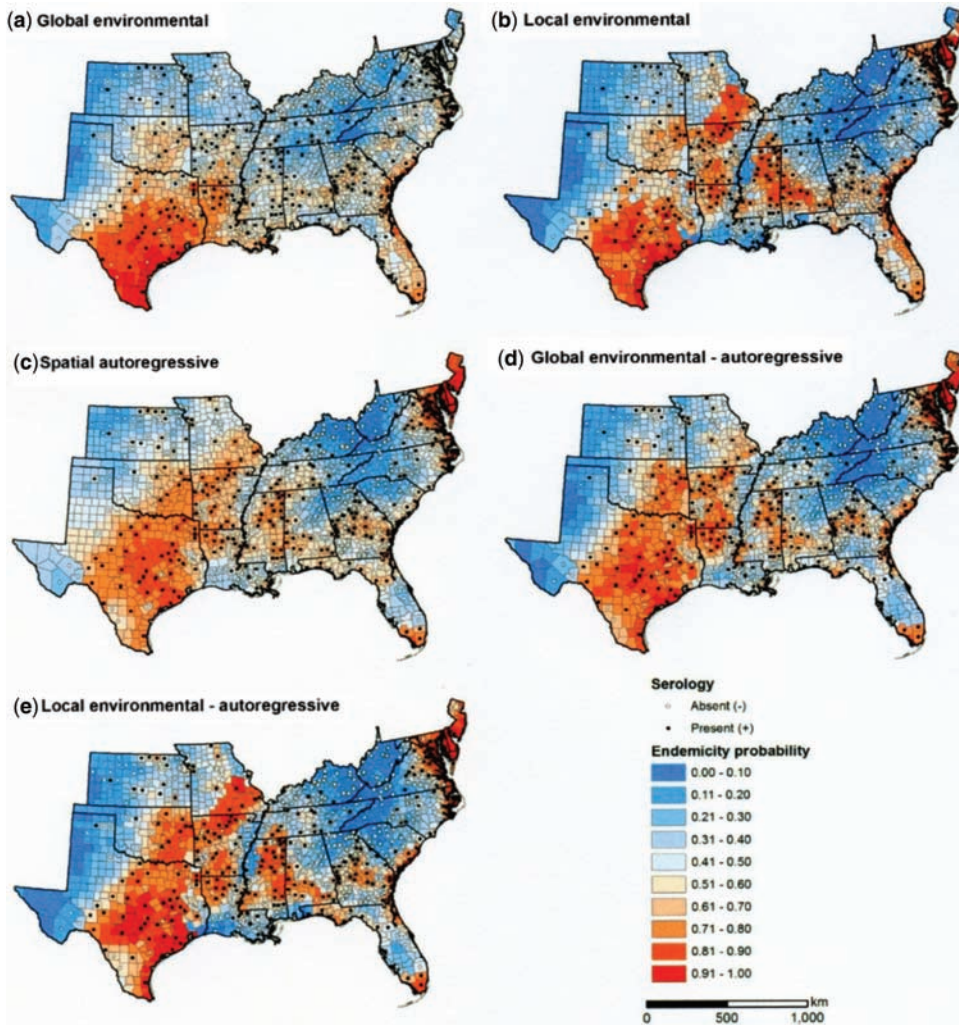 (a) Global environmental
(b) Local environmental
(c) Spatial autoregressive
(d) Global environmental - autoregressive
(e) Local environmental - autoregressive
Serology
Absent (-)
Present (+)
Endemicity probability
0.00 - 0.10
0.11 - 0.20
0.21 - 0.30
0.31 - 0.40
0.41 - 0.50
0.51 - 0.60
0.61 - 0.70
0.71 - 0.80
0.81 - 0.90
0.91 - 1.00
km
0 500 1,000